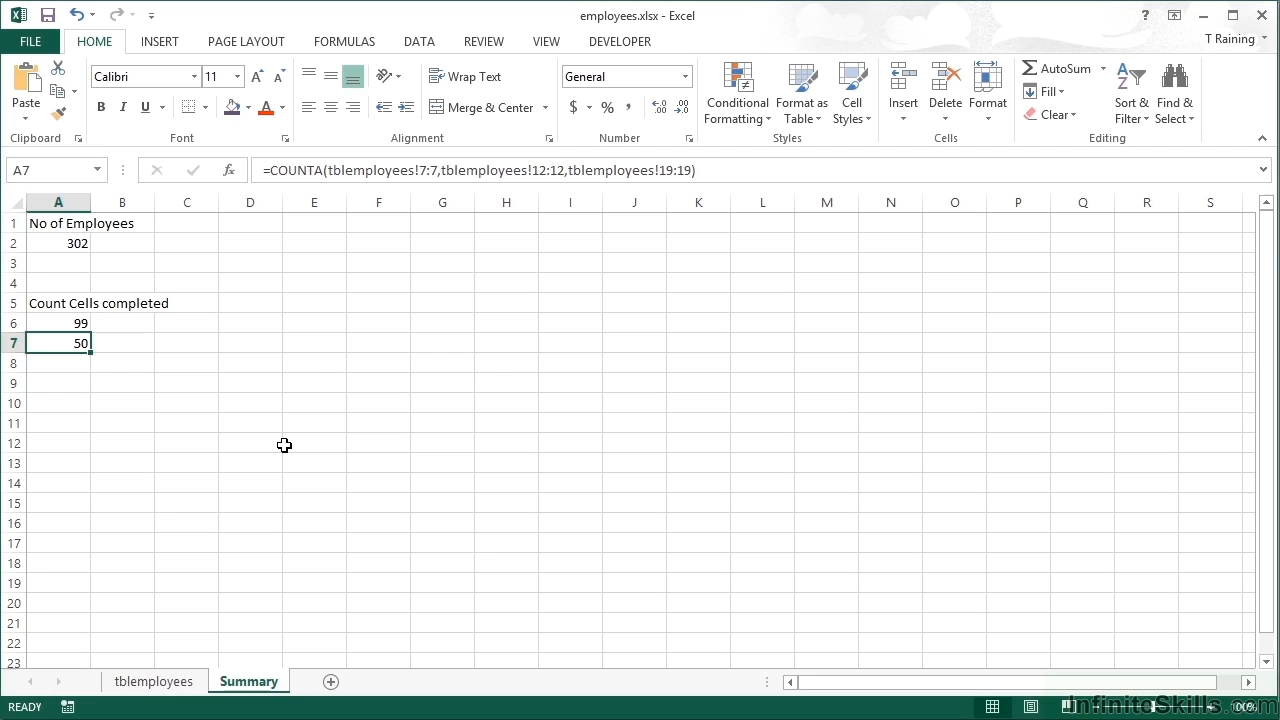 employees.xlsx - Excel
?
FILE HOME INSERT PAGE LAYOUT FORMULAS DATA REVIEW VIEW DEVELOPER T Raining
Paste
Calibri 11
B I U A
Wrap Text
Merge & Center
General
$ % ,
Conditional Formatting
Format as Table
Cell Styles
Insert Delete Format
AutoSum
Fill
Clear
Sort & Filter
Find & Select
Clipboard Font Alignment Number Styles Cells Editing
A7 fx =COUNTA(tblemployees!7:7,tblemployees!12:12,tblemployees!19:19)
A B C D E F G H I J K L M N O P Q R S
1 No of Employees
2 302
3
4
5 Count Cells completed
6 99
7 50
8
9
10
11
12
13
14
15
16
17
18
19
20
21
22
23
tblemployees Summary
READY 100%
InfiniteSkills.com